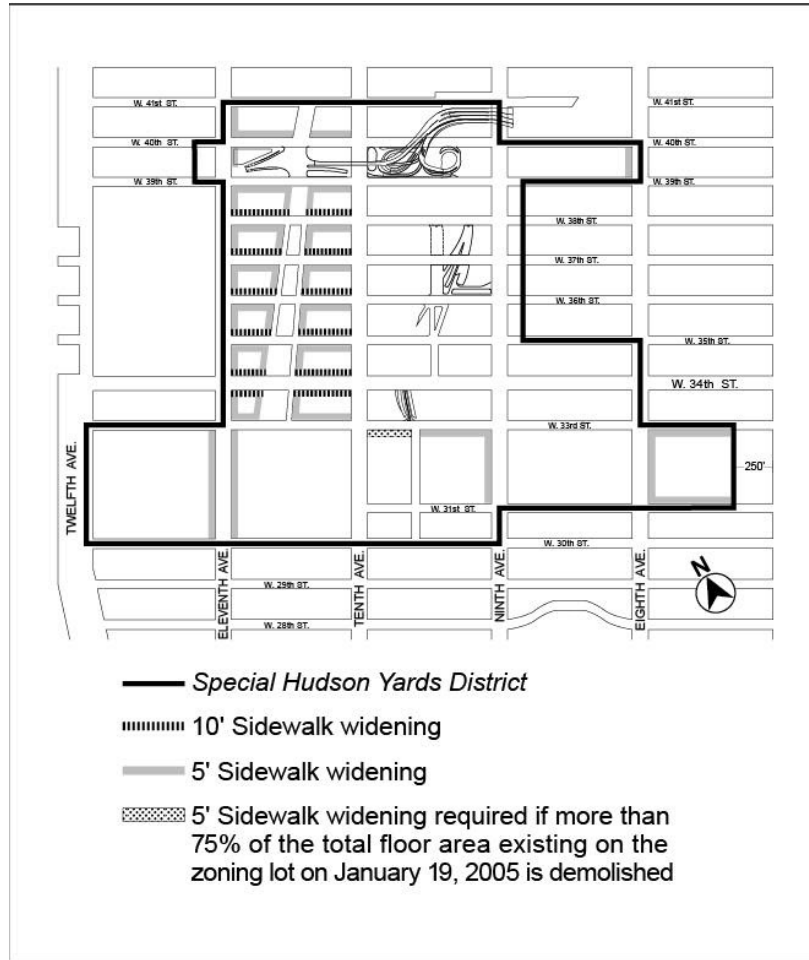 W. 41st ST.
W. 41st ST.
W. 40th ST.
W. 40th ST.
W. 39th ST.
W. 39th ST.
W. 38th ST.
W. 37th ST.
W. 36th ST.
W. 35th ST.
W. 34th ST.
W. 33rd ST.
250'
TWELFTH AVE.
W. 31st ST.
W. 30th ST.
ELEVENTH AVE.
TENTH AVE.
NINTH AVE.
EIGHTH AVE.
N
W. 29th ST.
W. 28th ST.
Special Hudson Yards District
10' Sidewalk widening
5' Sidewalk widening
5' Sidewalk widening required if more than
75% of the total floor area existing on the
zoning lot on January 19, 2005 is demolished